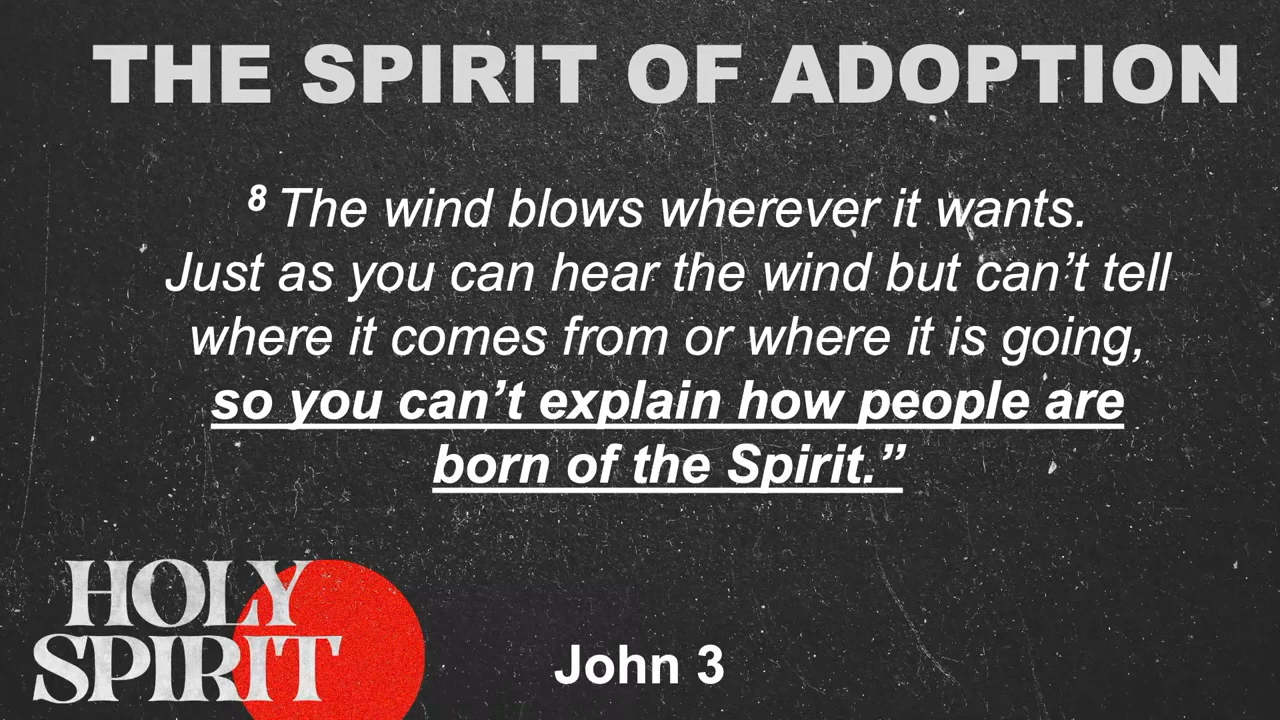 THE SPIRIT OF ADOPTION
⁸ The wind blows wherever it wants.
Just as you can hear the wind but can’t tell
where it comes from or where it is going,
so you can’t explain how people are
born of the Spirit.”
HOLY
SPIRIT
John 3